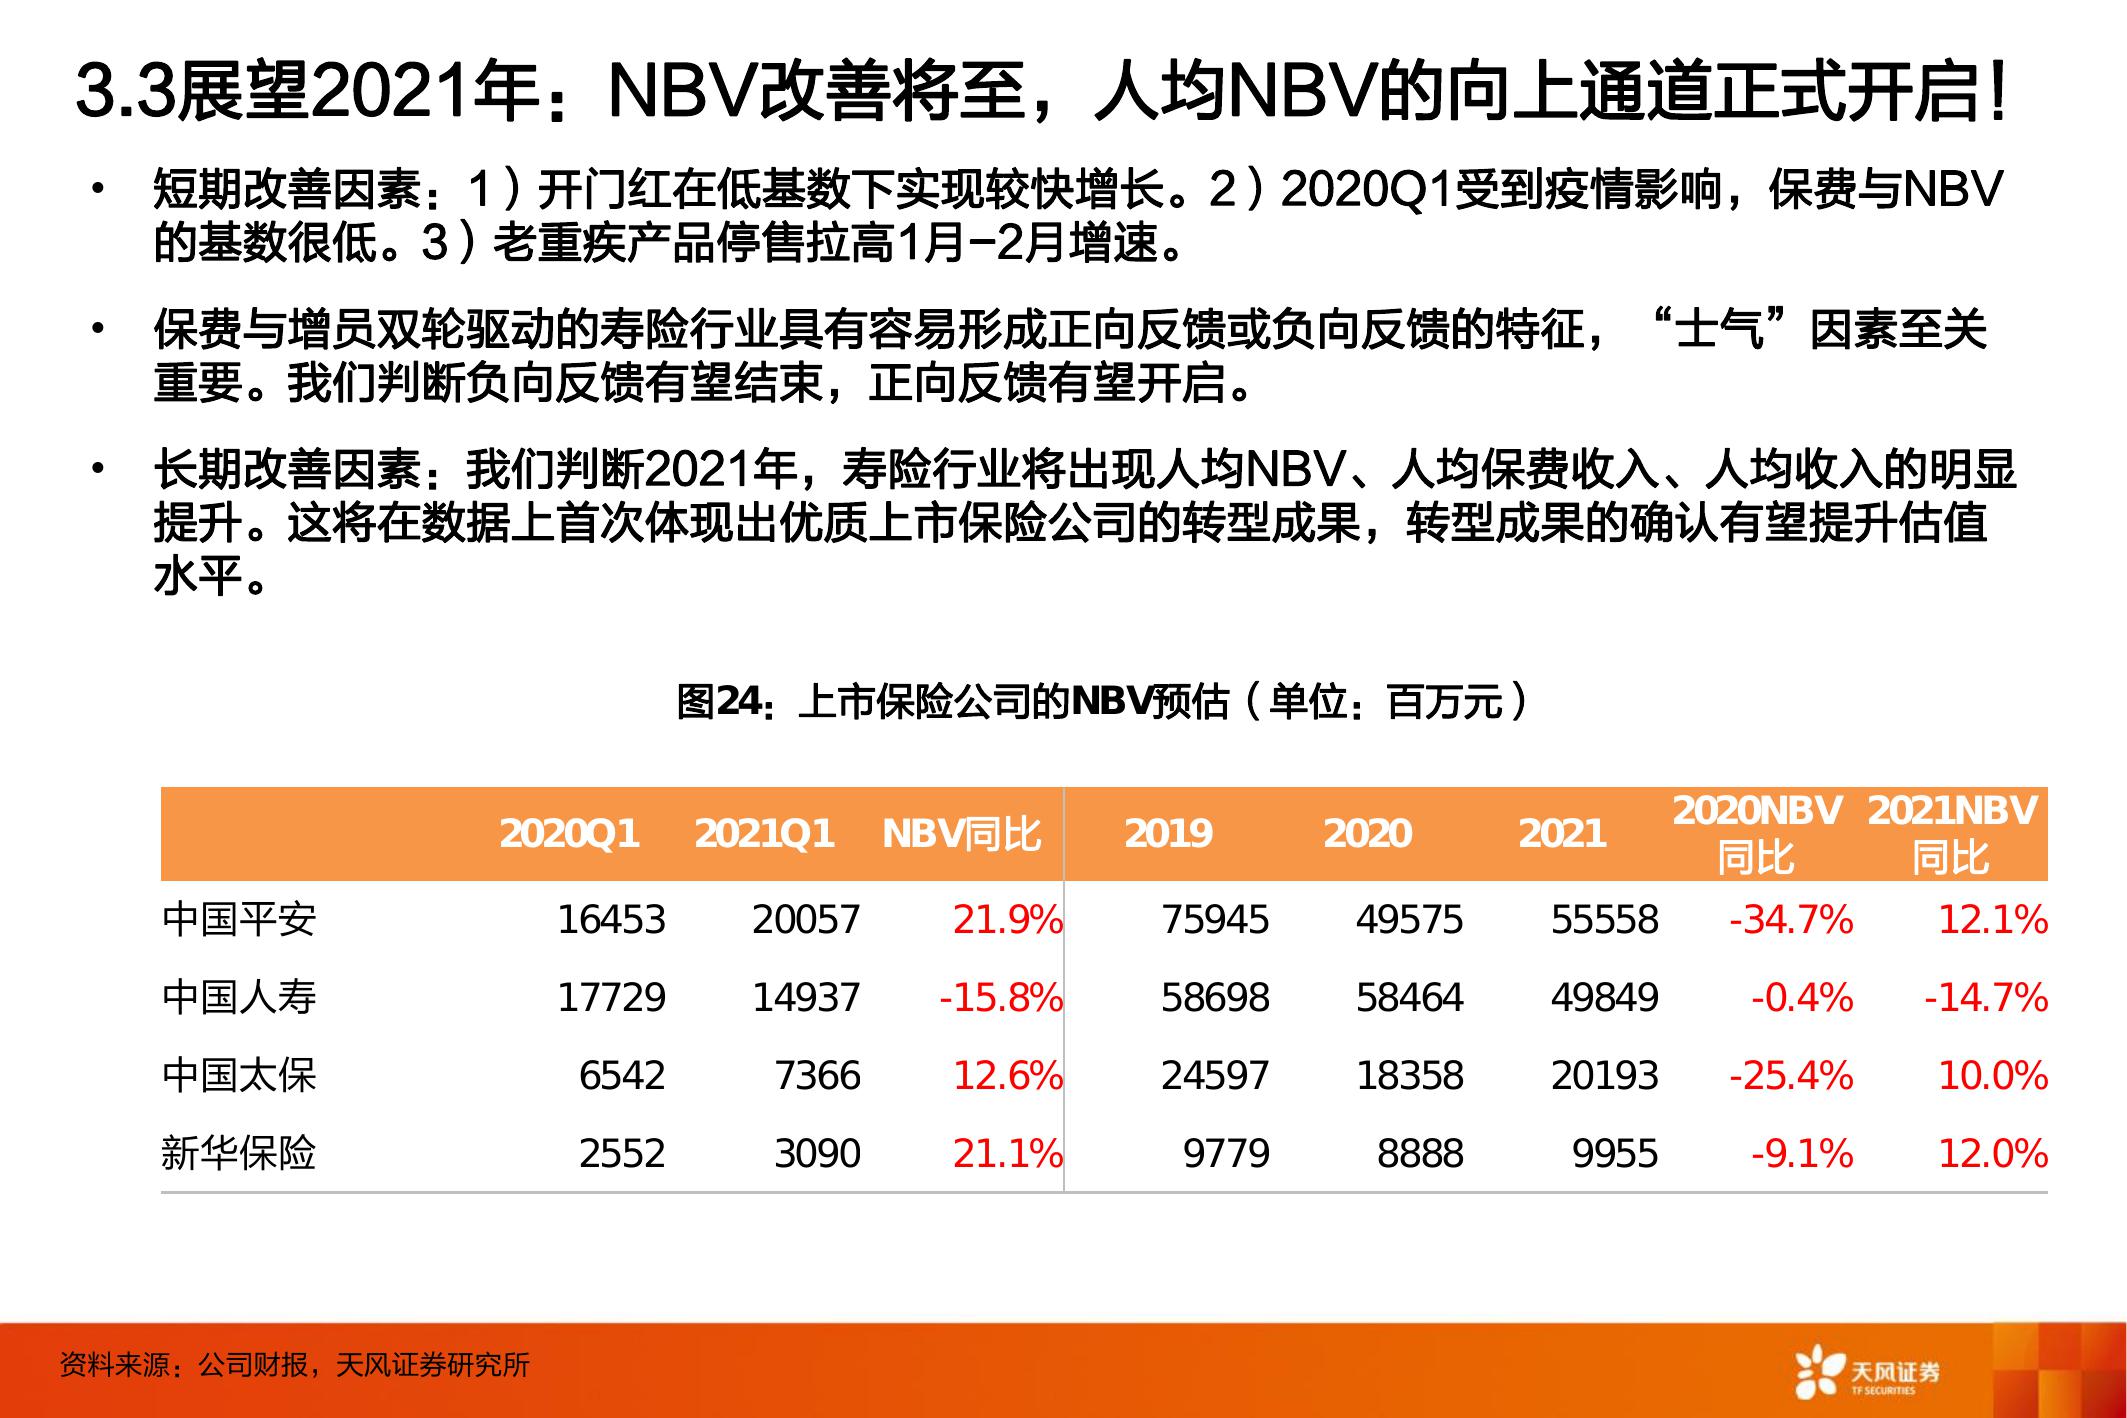 3.3展望2021年：NBV改善将至，人均NBV的向上通道正式开启！
• 短期改善因素：1）开门红在低基数下实现较快增长。2）2020Q1受到疫情影响，保费与NBV
的基数很低。3）老重疾产品停售拉高1月-2月增速。
• 保费与增员双轮驱动的寿险行业具有容易形成正向反馈或负向反馈的特征，“士气”因素至关
重要。我们判断负向反馈有望结束，正向反馈有望开启。
• 长期改善因素：我们判断2021年，寿险行业将出现人均NBV、人均保费收入、人均收入的明显
提升。这将在数据上首次体现出优质上市保险公司的转型成果，转型成果的确认有望提升估值
水平。
图24：上市保险公司的NBV预估（单位：百万元）
2020Q1 2021Q1 NBV同比 2019 2020 2021 2020NBV同比 2021NBV同比
中国平安 16453 20057 21.9% 75945 49575 55558 -34.7% 12.1%
中国人寿 17729 14937 -15.8% 58698 58464 49849 -0.4% -14.7%
中国太保 6542 7366 12.6% 24597 18358 20193 -25.4% 10.0%
新华保险 2552 3090 21.1% 9779 8888 9955 -9.1% 12.0%
资料来源：公司财报，天风证券研究所
天风证券
TF SECURITIES